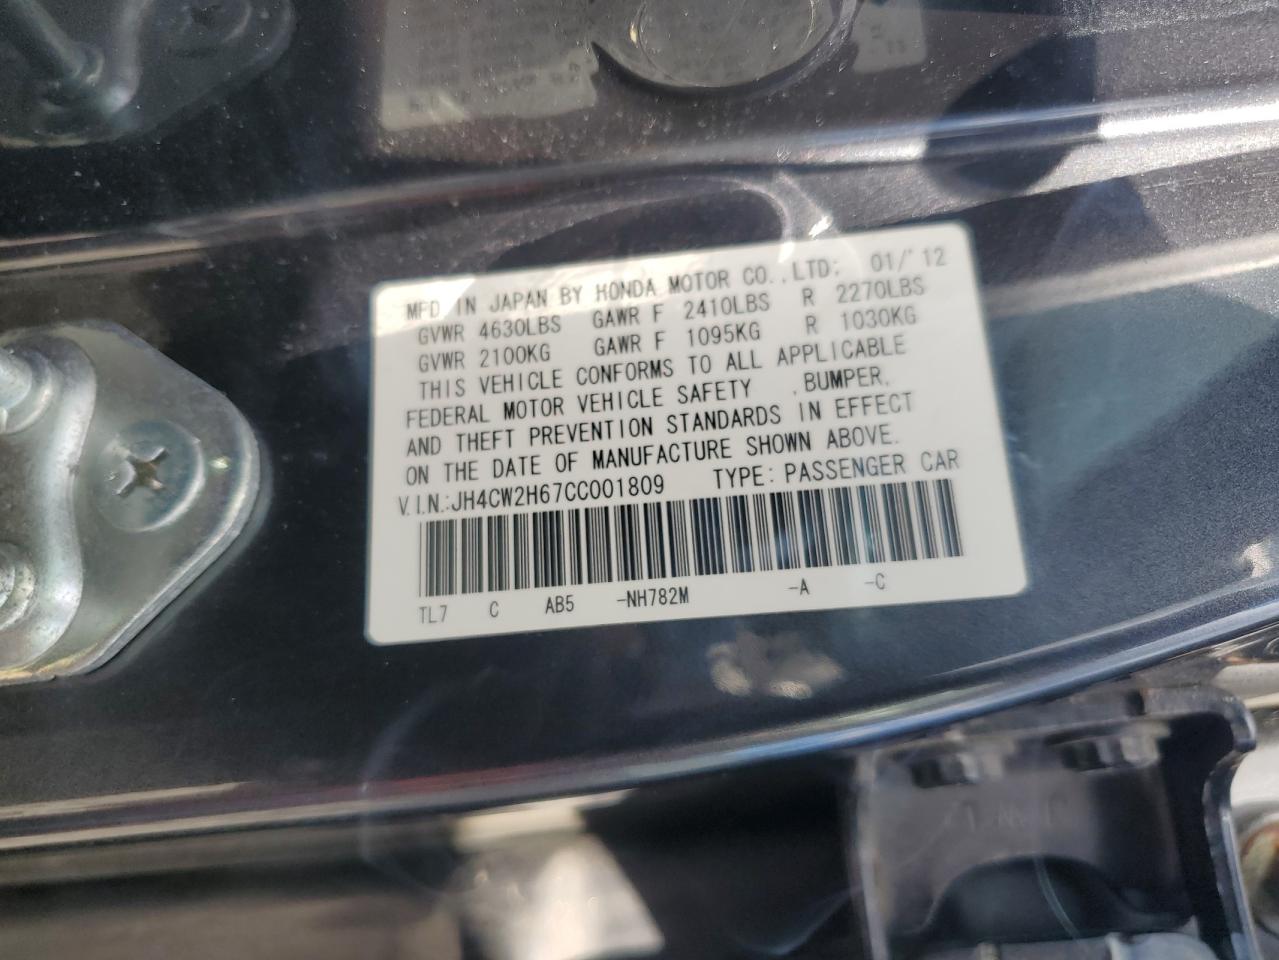 MFD IN JAPAN BY HONDA MOTOR CO.,LTD: 01/'12
GVWR 4630LBS GAWR F 2410LBS R 2270LBS
GVWR 2100KG GAWR F 1095KG R 1030KG
THIS VEHICLE CONFORMS TO ALL APPLICABLE
FEDERAL MOTOR VEHICLE SAFETY ,BUMPER,
AND THEFT PREVENTION STANDARDS IN EFFECT
ON THE DATE OF MANUFACTURE SHOWN ABOVE.
V.I.N.:JH4CW2H67CC001809 TYPE: PASSENGER CAR
TL7 C AB5 -NH782M -A -C